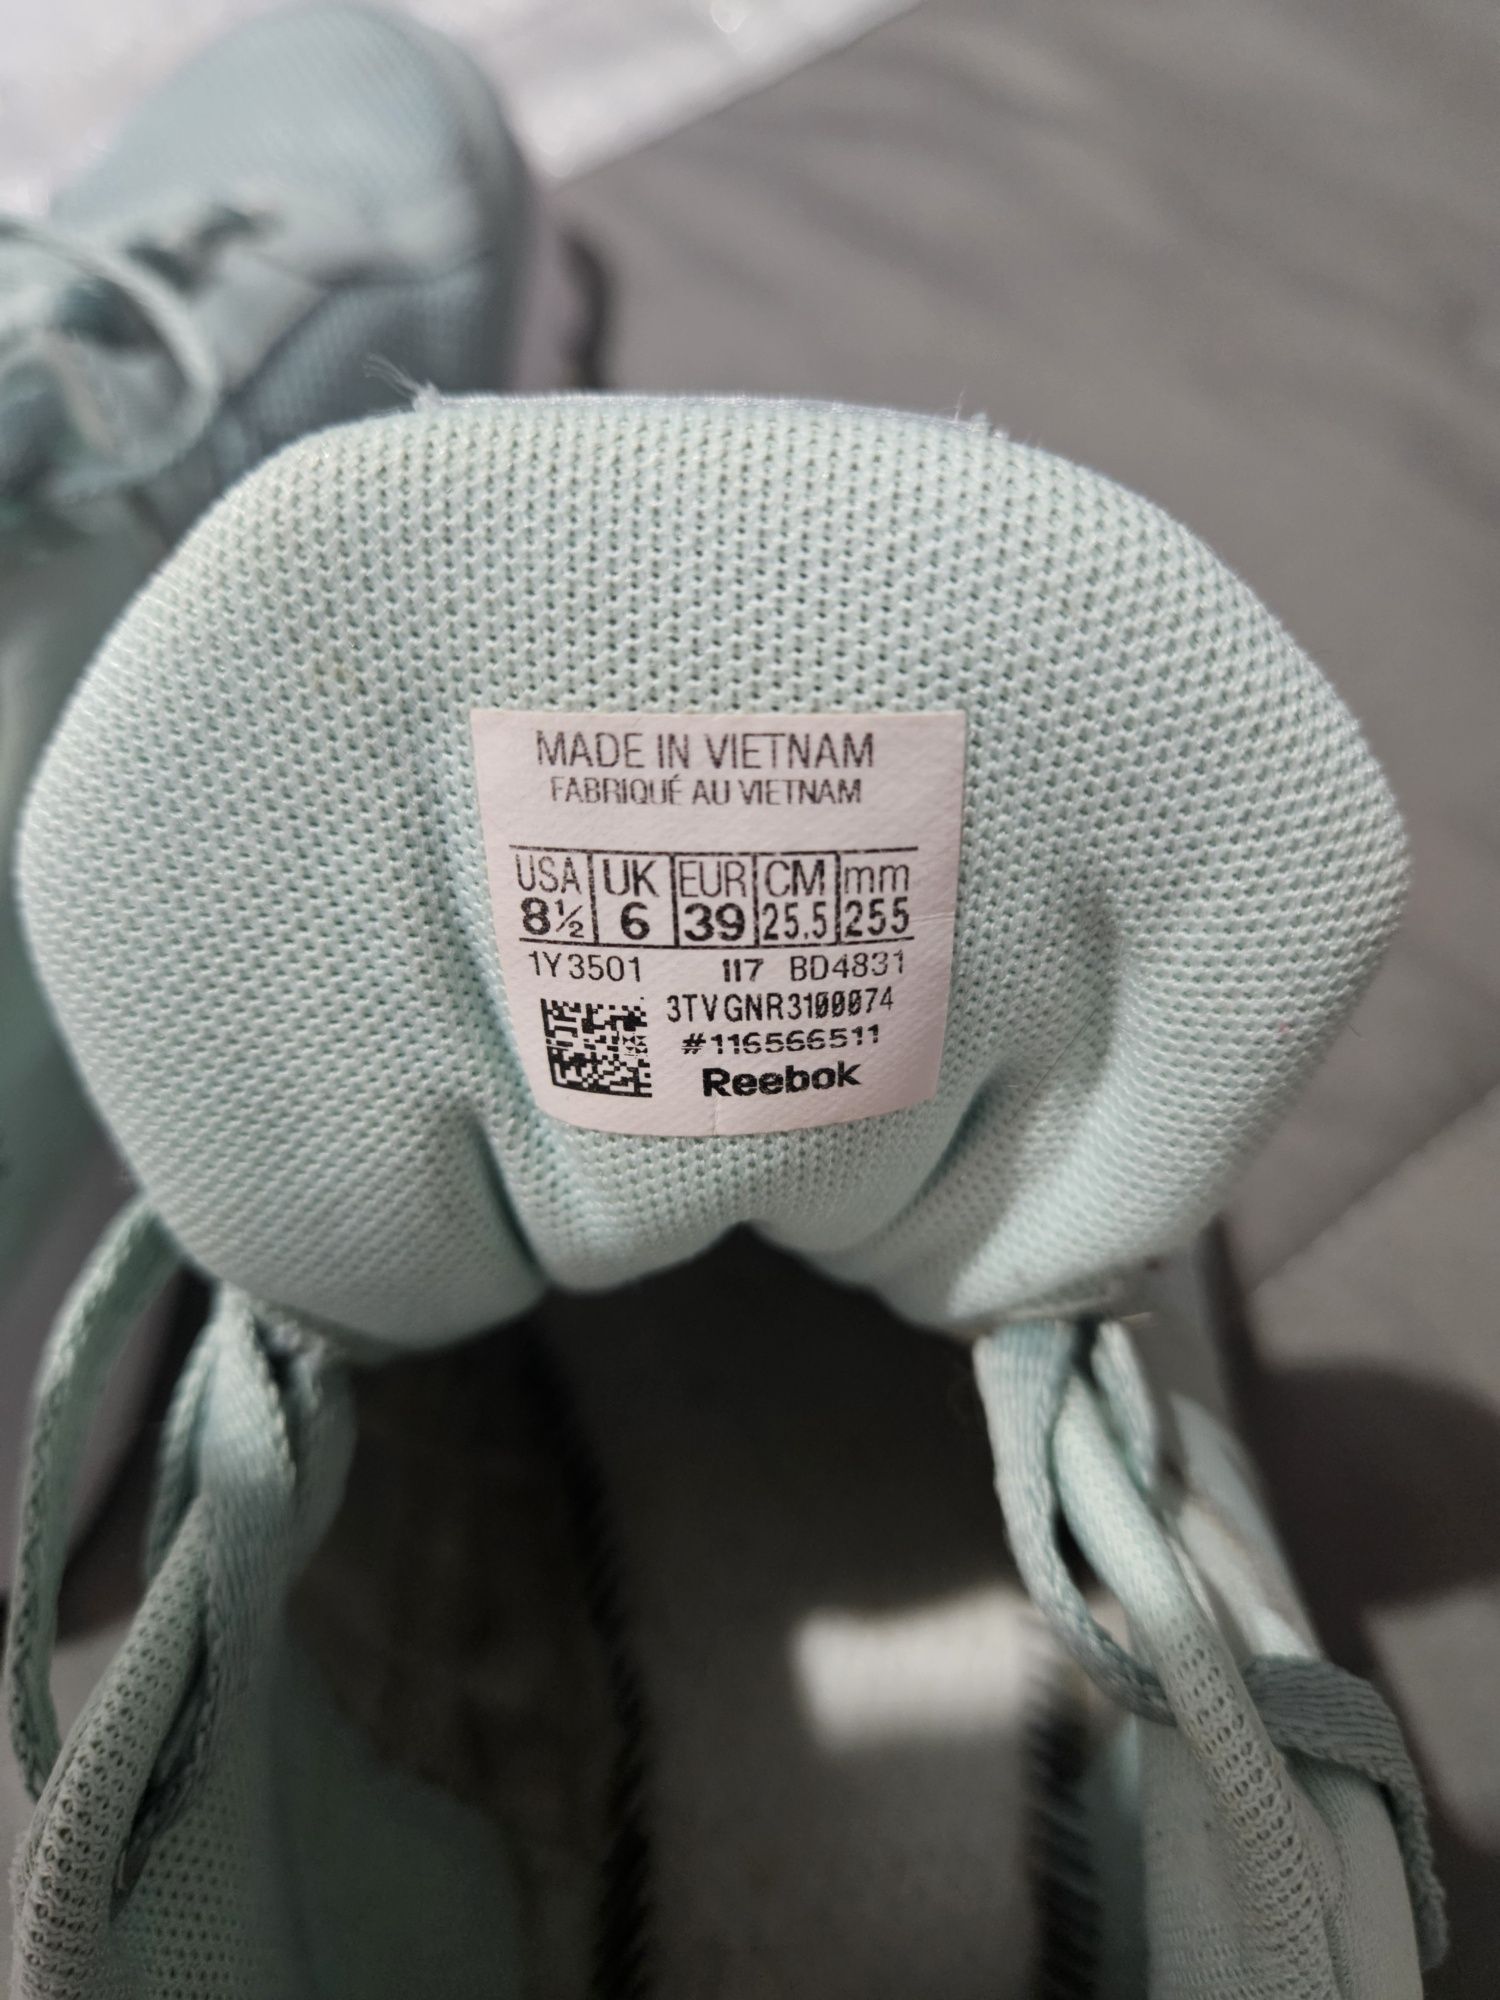 MADE IN VIETNAM
FABRIQUÉ AU VIETNAM
USA UK EUR CM mm
8½ 6 39 25.5 255
1Y3501 117 BD4831
3TVGNR3100074
#116566511
Reebok